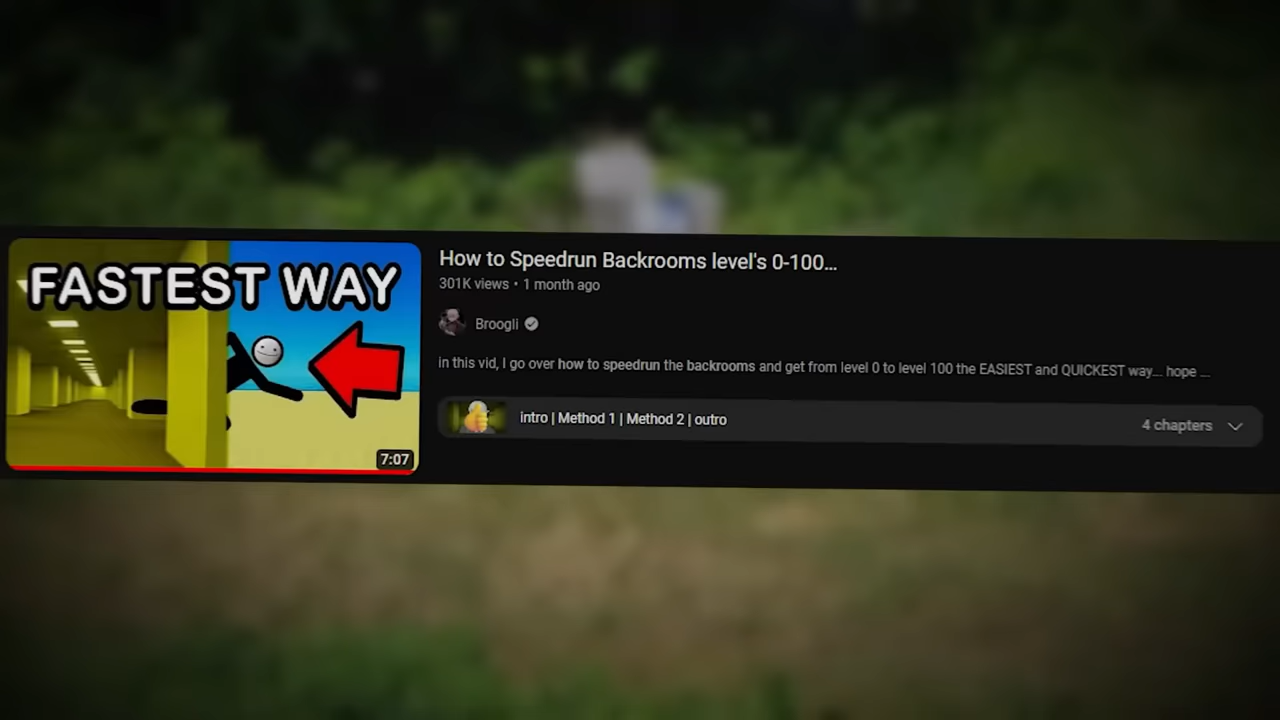 FASTEST WAY
7:07
How to Speedrun Backrooms level's 0-100...
301K views • 1 month ago
Broogli
in this vid, I go over how to speedrun the backrooms and get from level 0 to level 100 the EASIEST and QUICKEST way... hope ...
intro | Method 1 | Method 2 | outro
4 chapters